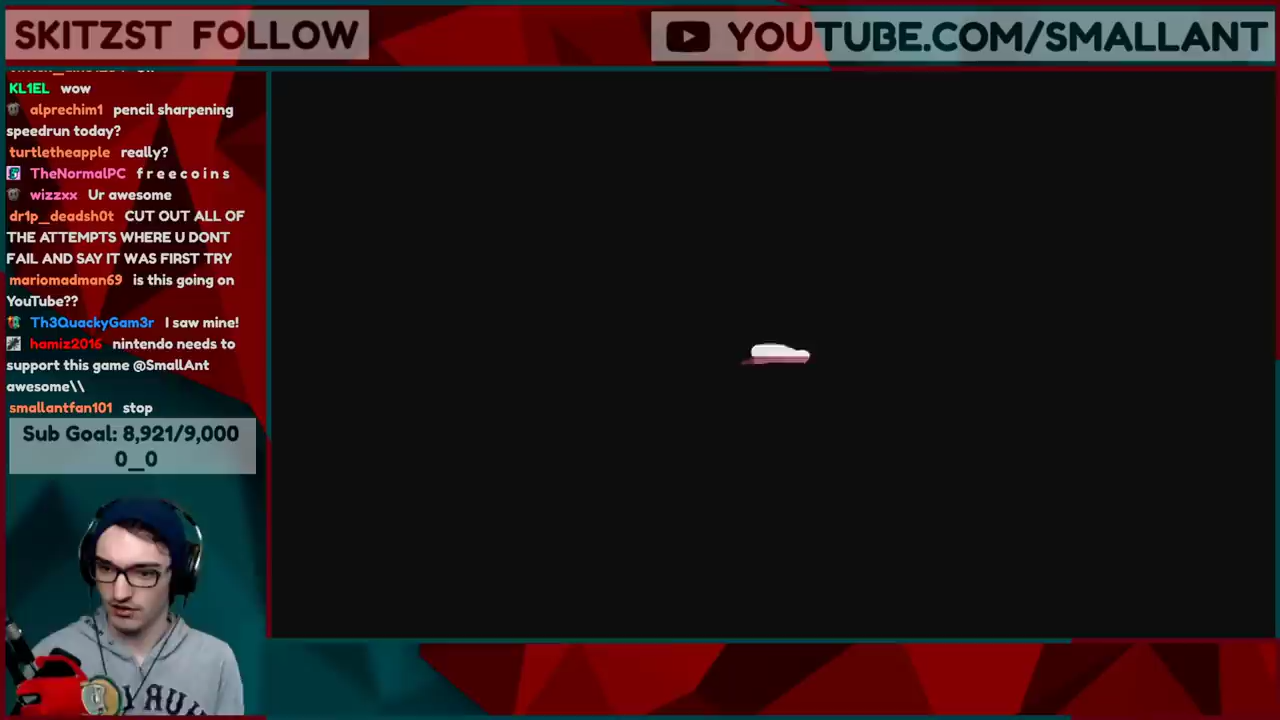 SKITZST FOLLOW
YOUTUBE.COM/SMALLANT
KL1EL wow
alprechim1 pencil sharpening
speedrun today?
turtletheapple really?
TheNormalPC f r e e c o i n s
wizzxx Ur awesome
dr1p_deadsh0t CUT OUT ALL OF
THE ATTEMPTS WHERE U DONT
FAIL AND SAY IT WAS FIRST TRY
mariomadman69 is this going on
YouTube??
Th3QuackyGam3r I saw mine!
hamiz2016 nintendo needs to
support this game @SmallAnt
awesome\\
smallantfan101 stop
Sub Goal: 8,921/9,000
0_0